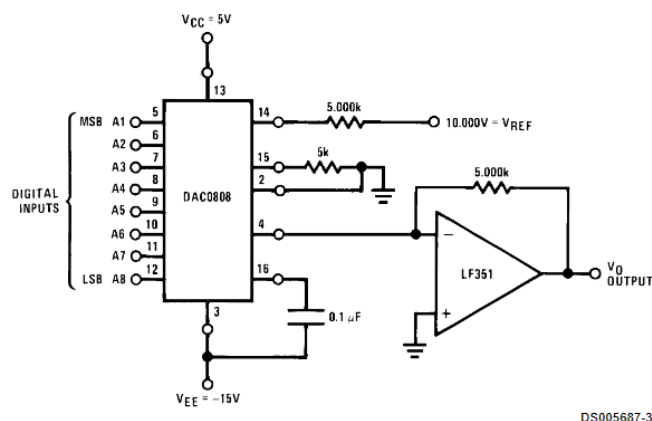 VCC = 5V
13
MSB A1 5
A2 6
A3 7
A4 8
A5 9
A6 10
A7 11
LSB A8 12
DIGITAL
INPUTS
DAC0808
14
5.000k
10.000V = VREF
15
5k
2
4
5.000k
16
0.1 μF
−
LF351
+
VO
OUTPUT
3
VEE = −15V
DS005687-3